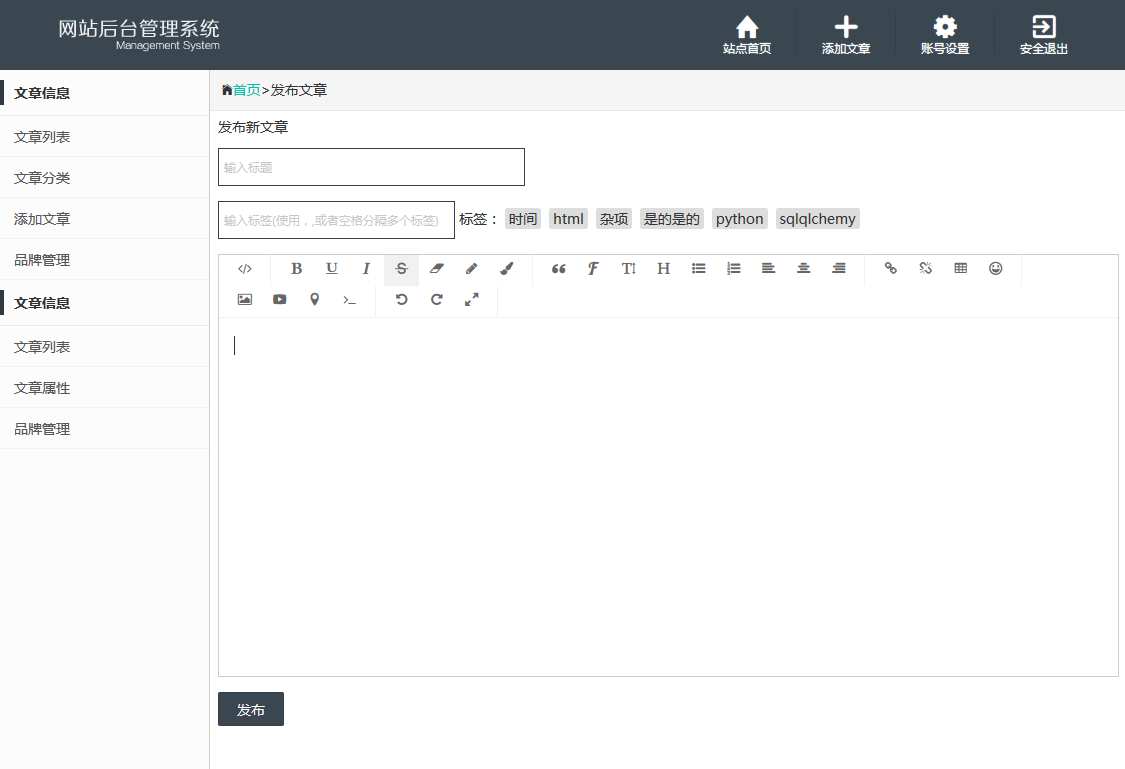 网站后台管理系统
Management System
站点首页 添加文章 账号设置 安全退出
文章信息
文章列表
文章分类
添加文章
品牌管理
文章信息
文章列表
文章属性
品牌管理
首页>发布文章
发布新文章
输入标题
输入标签(使用，,或者空格分隔多个标签) 标签： 时间 html 杂项 是的是的 python sqlqlchemy
发布